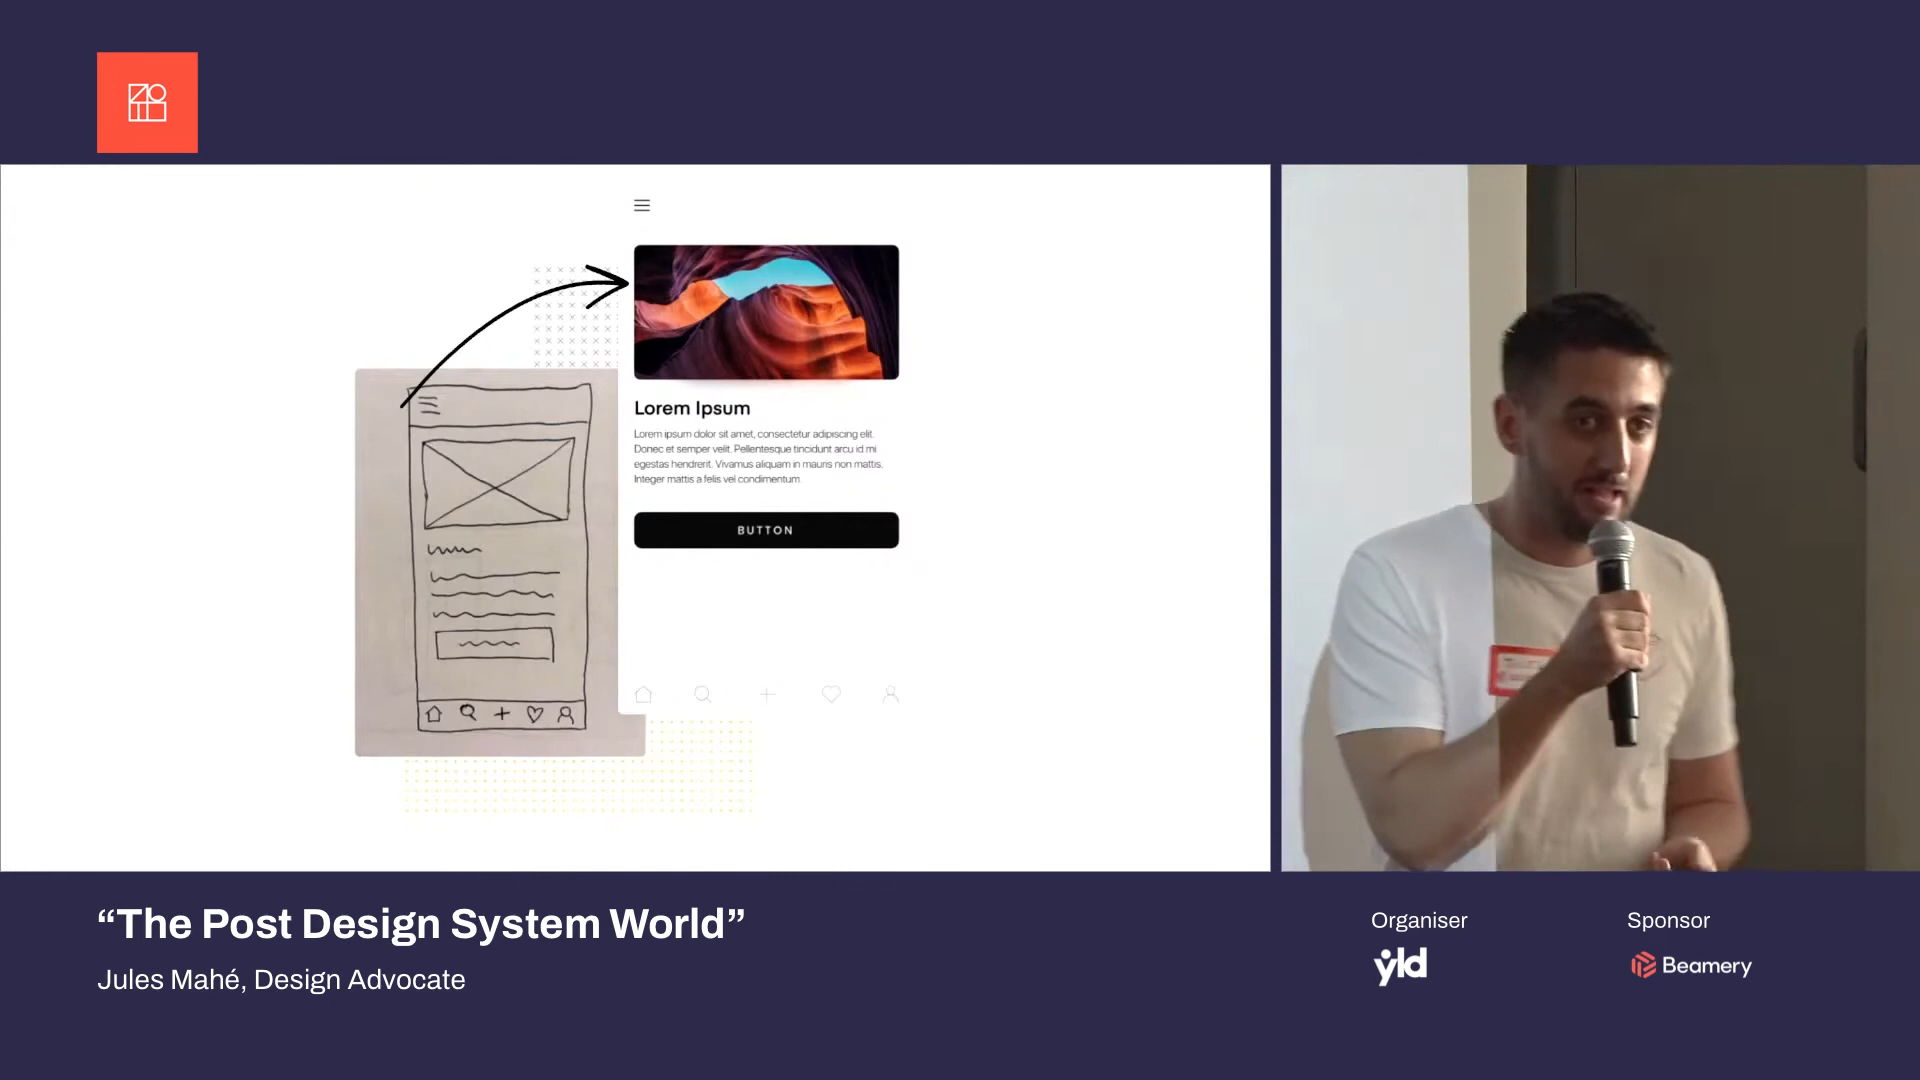 Lorem Ipsum
Lorem ipsum dolor sit amet, consectetur adipiscing elit.
Donec et semper velit. Pellentesque tincidunt arcu id mi
egestas hendrerit. Vivamus aliquam in mauris non mattis.
Integer mattis a felis vel condimentum.
BUTTON
“The Post Design System World”
Jules Mahé, Design Advocate
Organiser
yld
Sponsor
Beamery